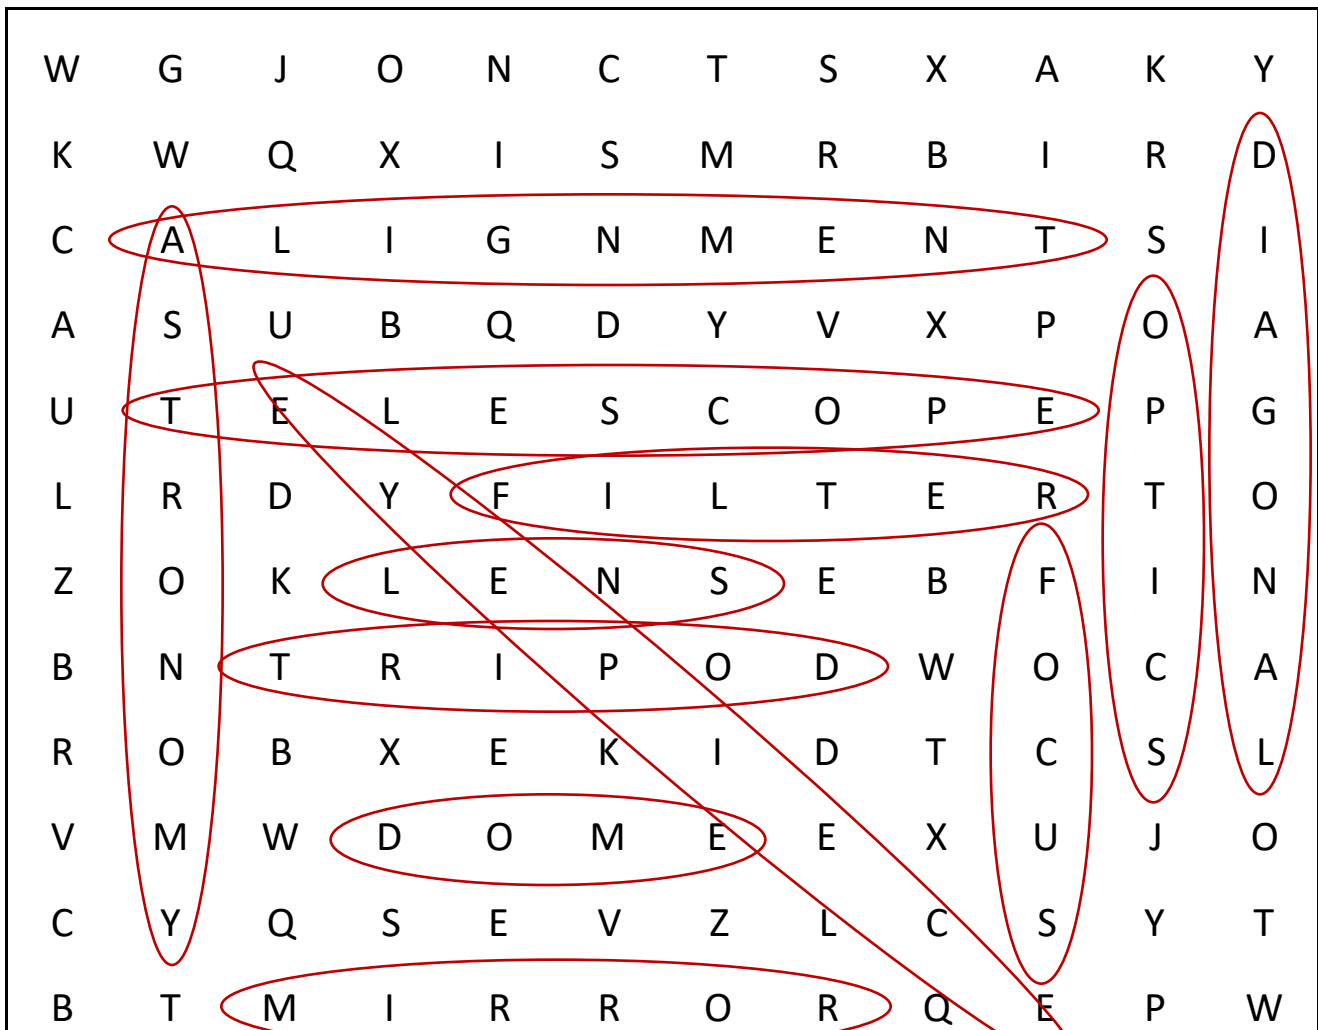 W G J O N C T S X A K Y
K W Q X I S M R B I R D
C A L I G N M E N T S I
A S U B Q D Y V X P O A
U T E L E S C O P E P G
L R D Y F I L T E R T O
Z O K L E N S E B F I N
B N T R I P O D W O C A
R O B X E K I D T C S L
V M W D O M E E X U J O
C Y Q S E V Z L C S Y T
B T M I R R O R Q E P W